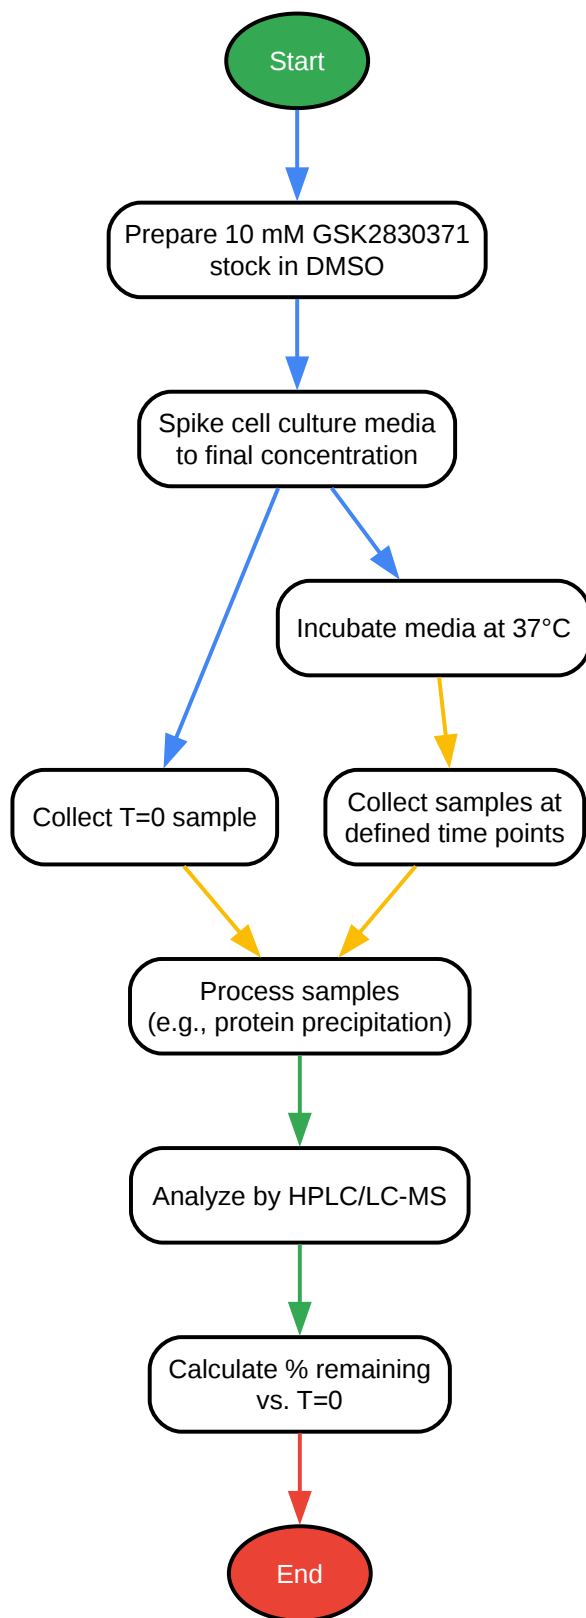 Start
Prepare 10 mM GSK2830371
stock in DMSO
Spike cell culture media
to final concentration
Incubate media at 37°C
Collect T=0 sample
Collect samples at
defined time points
Process samples
(e.g., protein precipitation)
Analyze by HPLC/LC-MS
Calculate % remaining
vs. T=0
End